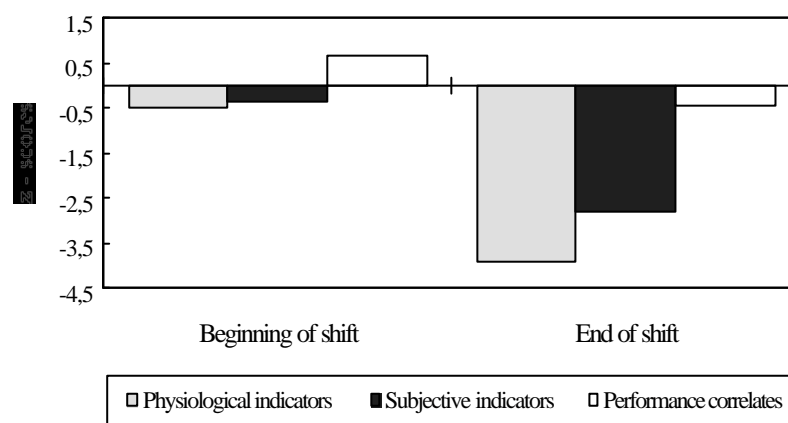 1,5
0,5
-0,5
-1,5
-2,5
-3,5
-4,5
Beginning of shift
End of shift
Physiological indicators Subjective indicators Performance correlates